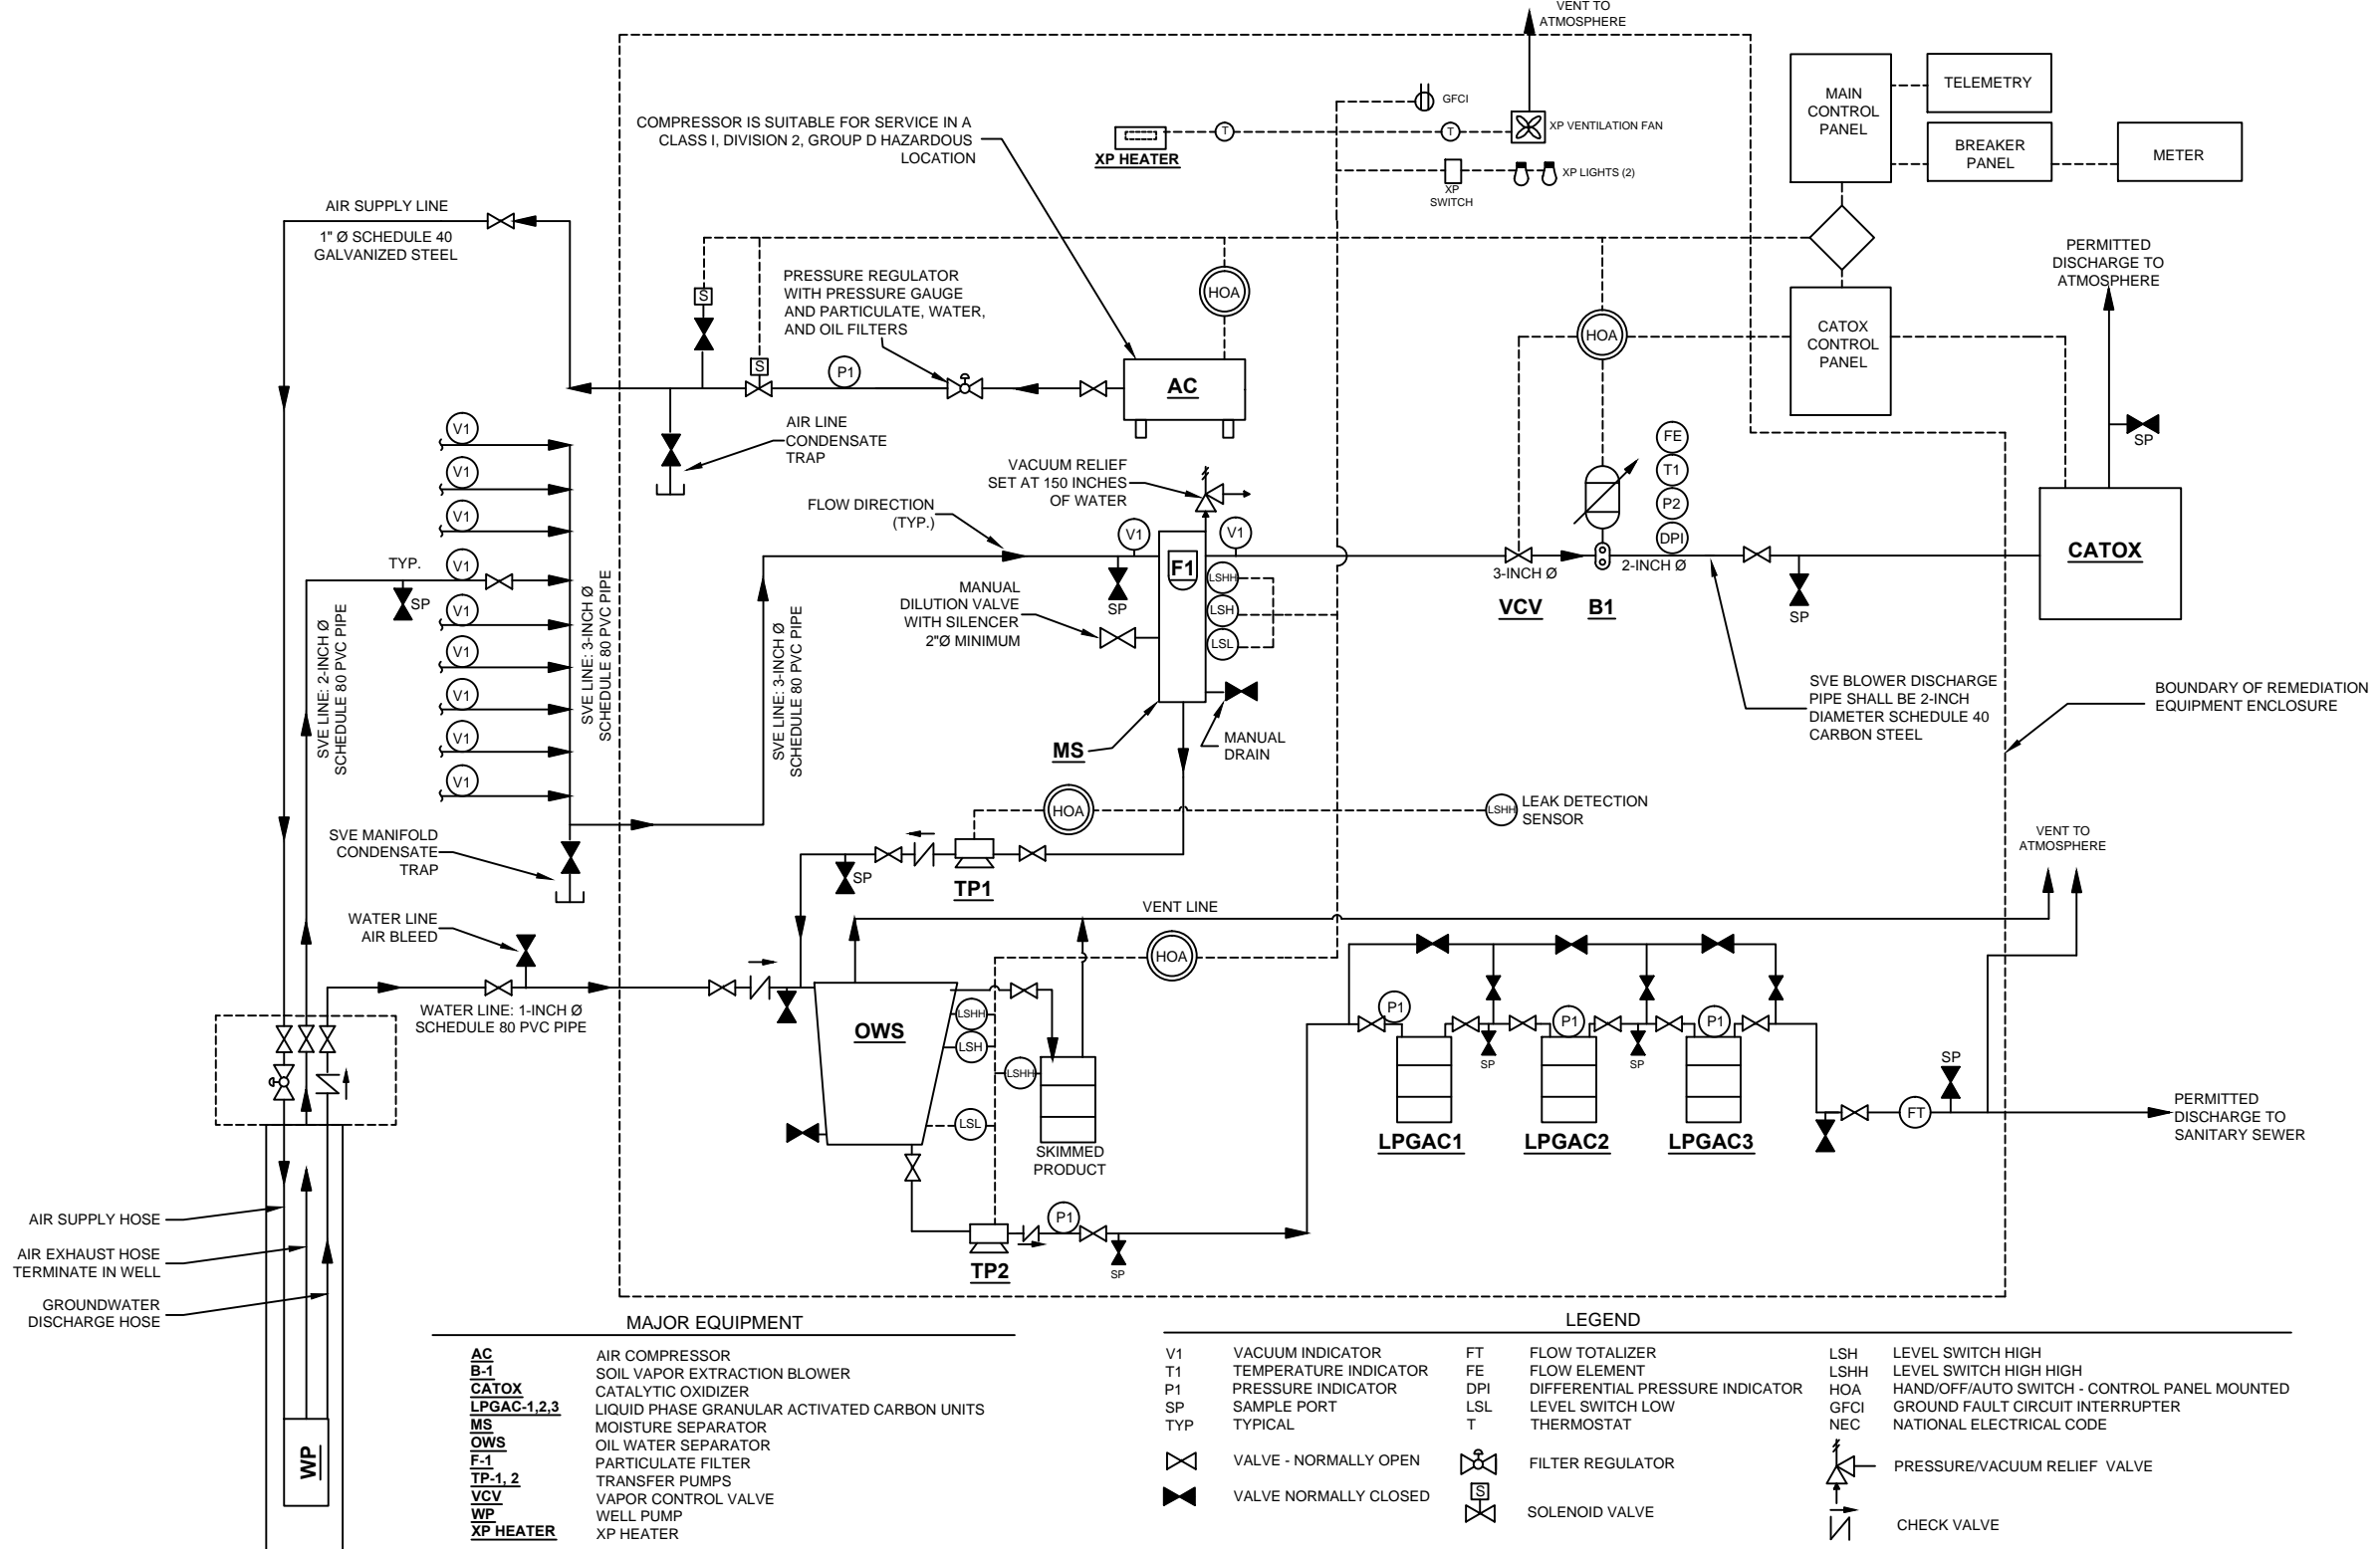 VENT TO
ATMOSPHERE
MAIN
CONTROL
PANEL
TELEMETRY
BREAKER
PANEL
METER
GFCI
COMPRESSOR IS SUITABLE FOR SERVICE IN A
CLASS I, DIVISION 2, GROUP D HAZARDOUS
LOCATION
T
T
XP VENTILATION FAN
XP HEATER
XP LIGHTS (2)
XP
SWITCH
AIR SUPPLY LINE
1" Ø SCHEDULE 40
GALVANIZED STEEL
PERMITTED
DISCHARGE TO
ATMOSPHERE
PRESSURE REGULATOR
WITH PRESSURE GAUGE
AND PARTICULATE, WATER,
AND OIL FILTERS
S
S
HOA
HOA
CATOX
CONTROL
PANEL
P1
AC
AIR LINE
CONDENSATE
TRAP
V1
V1
V1
V1
V1
V1
V1
V1
V1
TYP.
SP
SVE LINE: 2-INCH Ø
SCHEDULE 80 PVC PIPE
SVE LINE: 3-INCH Ø
SCHEDULE 80 PVC PIPE
SVE LINE: 3-INCH Ø
SCHEDULE 80 PVC PIPE
VACUUM RELIEF
SET AT 150 INCHES
OF WATER
FLOW DIRECTION
(TYP.)
V1
V1
F1
SP
LSHH
LSH
LSL
MANUAL
DILUTION VALVE
WITH SILENCER
2"Ø MINIMUM
MS
MANUAL
DRAIN
FE
T1
P2
DPI
3-INCH Ø
2-INCH Ø
VCV
B1
SP
SP
CATOX
SVE BLOWER DISCHARGE
PIPE SHALL BE 2-INCH
DIAMETER SCHEDULE 40
CARBON STEEL
BOUNDARY OF REMEDIATION
EQUIPMENT ENCLOSURE
HOA
LSHH
LEAK DETECTION
SENSOR
SVE MANIFOLD
CONDENSATE
TRAP
SP
TP1
VENT TO
ATMOSPHERE
VENT LINE
WATER LINE
AIR BLEED
HOA
WATER LINE: 1-INCH Ø
SCHEDULE 80 PVC PIPE
OWS
LSHH
LSH
LSHH
LSL
SKIMMED
PRODUCT
P1
P1
P1
SP
SP
LPGAC1
LPGAC2
LPGAC3
SP
FT
PERMITTED
DISCHARGE TO
SANITARY SEWER
P1
SP
TP2
AIR SUPPLY HOSE
AIR EXHAUST HOSE
TERMINATE IN WELL
GROUNDWATER
DISCHARGE HOSE
WP
MAJOR EQUIPMENT
AC AIR COMPRESSOR
B-1 SOIL VAPOR EXTRACTION BLOWER
CATOX CATALYTIC OXIDIZER
LPGAC-1,2,3 LIQUID PHASE GRANULAR ACTIVATED CARBON UNITS
MS MOISTURE SEPARATOR
OWS OIL WATER SEPARATOR
F-1 PARTICULATE FILTER
TP-1, 2 TRANSFER PUMPS
VCV VAPOR CONTROL VALVE
WP WELL PUMP
XP HEATER XP HEATER
LEGEND
V1 VACUUM INDICATOR
T1 TEMPERATURE INDICATOR
P1 PRESSURE INDICATOR
SP SAMPLE PORT
TYP TYPICAL
VALVE - NORMALLY OPEN
VALVE NORMALLY CLOSED
FT FLOW TOTALIZER
FE FLOW ELEMENT
DPI DIFFERENTIAL PRESSURE INDICATOR
LSL LEVEL SWITCH LOW
T THERMOSTAT
FILTER REGULATOR
S
SOLENOID VALVE
LSH LEVEL SWITCH HIGH
LSHH LEVEL SWITCH HIGH HIGH
HOA HAND/OFF/AUTO SWITCH - CONTROL PANEL MOUNTED
GFCI GROUND FAULT CIRCUIT INTERRUPTER
NEC NATIONAL ELECTRICAL CODE
PRESSURE/VACUUM RELIEF VALVE
CHECK VALVE